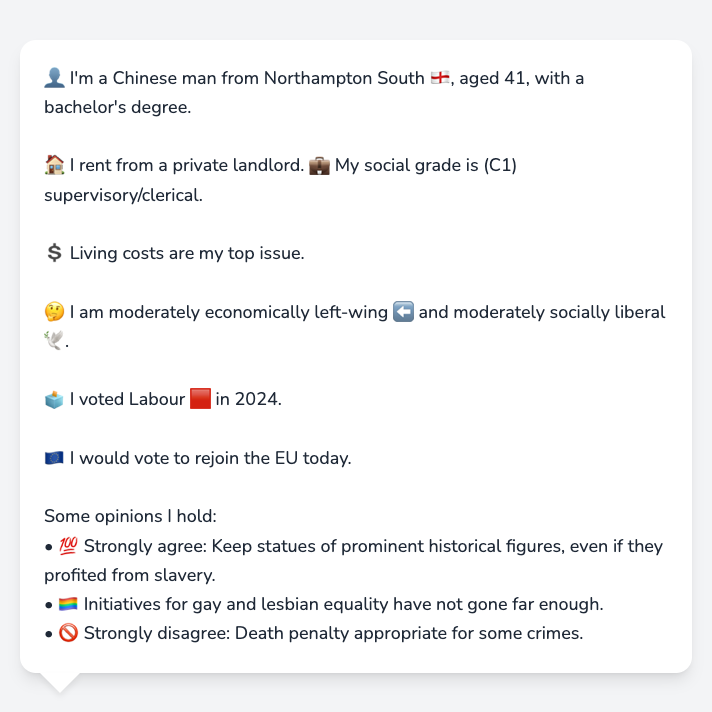 👤 I'm a Chinese man from Northampton South 🏴󠁧󠁢󠁥󠁮󠁧󠁿, aged 41, with a
bachelor's degree.
🏠 I rent from a private landlord. 💼 My social grade is (C1)
supervisory/clerical.
💲 Living costs are my top issue.
🤔 I am moderately economically left-wing ⬅️ and moderately socially liberal
🕊️.
🗳️ I voted Labour 🟥 in 2024.
🇪🇺 I would vote to rejoin the EU today.
Some opinions I hold:
• 💯 Strongly agree: Keep statues of prominent historical figures, even if they
profited from slavery.
• 🏳️‍🌈 Initiatives for gay and lesbian equality have not gone far enough.
• 🚫 Strongly disagree: Death penalty appropriate for some crimes.